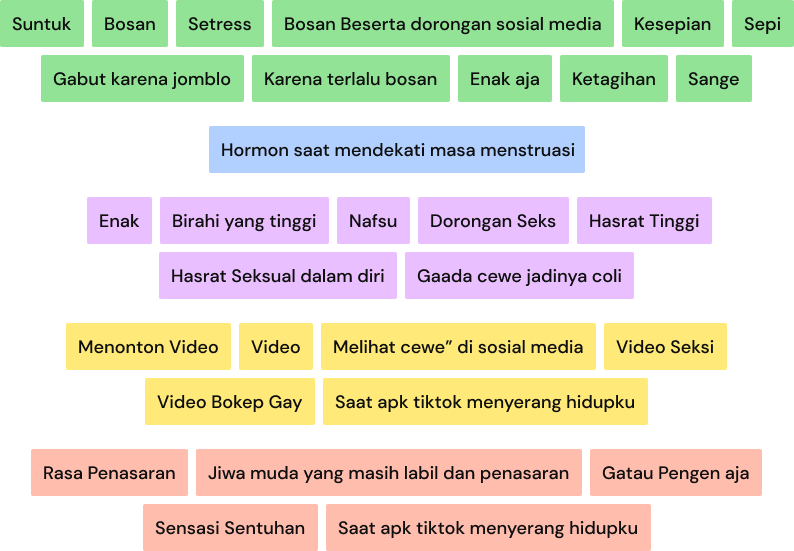 Suntuk Bosan Setress Bosan Beserta dorongan sosial media Kesepian Sepi
Gabut karena jomblo Karena terlalu bosan Enak aja Ketagihan Sange
Hormon saat mendekati masa menstruasi
Enak Birahi yang tinggi Nafsu Dorongan Seks Hasrat Tinggi
Hasrat Seksual dalam diri Gaada cewe jadinya coli
Menonton Video Video Melihat cewe” di sosial media Video Seksi
Video Bokep Gay Saat apk tiktok menyerang hidupku
Rasa Penasaran Jiwa muda yang masih labil dan penasaran Gatau Pengen aja
Sensasi Sentuhan Saat apk tiktok menyerang hidupku